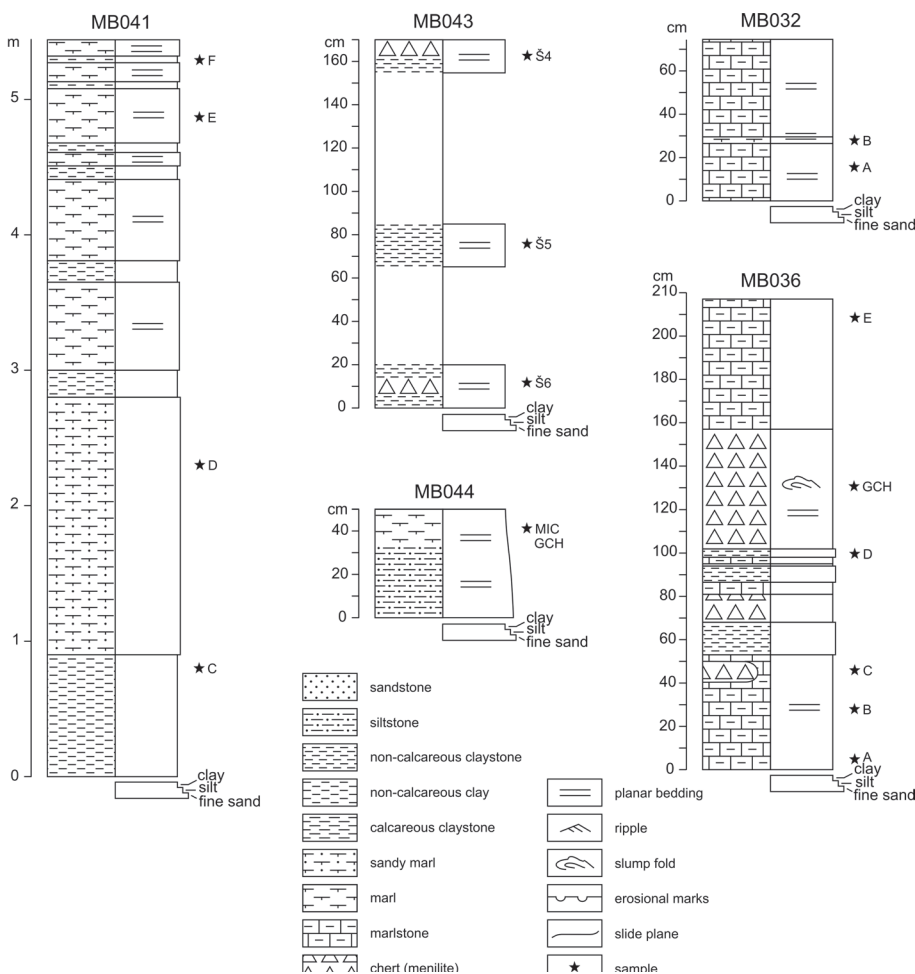 MB041
m
5
4
3
2
1
0
F
E
D
C
clay
silt
fine sand
MB043
cm
160
140
120
100
80
60
40
20
0
Š4
Š5
Š6
clay
silt
fine sand
MB044
cm
40
20
0
MIC
GCH
clay
silt
fine sand
MB032
cm
60
40
20
0
B
A
clay
silt
fine sand
MB036
cm
210
200
180
160
140
130
120
100
80
60
40
20
0
E
GCH
D
C
B
A
clay
silt
fine sand
sandstone
siltstone
non-calcareous claystone
non-calcareous clay
calcareous claystone
sandy marl
marl
marlstone
chert (menilite)
planar bedding
ripple
slump fold
erosional marks
slide plane
sample